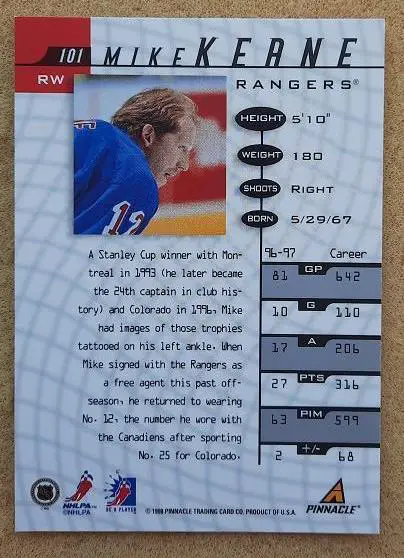 101 MIKE KEANE
RW
RANGERS®
HEIGHT 5'10"
WEIGHT 180
SHOOTS RIGHT
BORN 5/29/67
12
A Stanley Cup winner with Mon-
treal in 1993 (he later became
the 24th captain in club his-
tory) and Colorado in 1996, Mike
had images of those trophies
tattooed on his left ankle. When
Mike signed with the Rangers as
a free agent this past off-
season, he returned to wearing
No. 12, the number he wore with
the Canadiens after sporting
No. 25 for Colorado.
96-97 Career
81 GP 642
10 G 110
17 A 206
27 PTS 316
63 PIM 599
2 +/- 68
NHLPA™
©NHLPA
BE A PLAYER
© 1998 PINNACLE TRADING CARD CO. PRODUCT OF U.S.A.
PINNACLE®